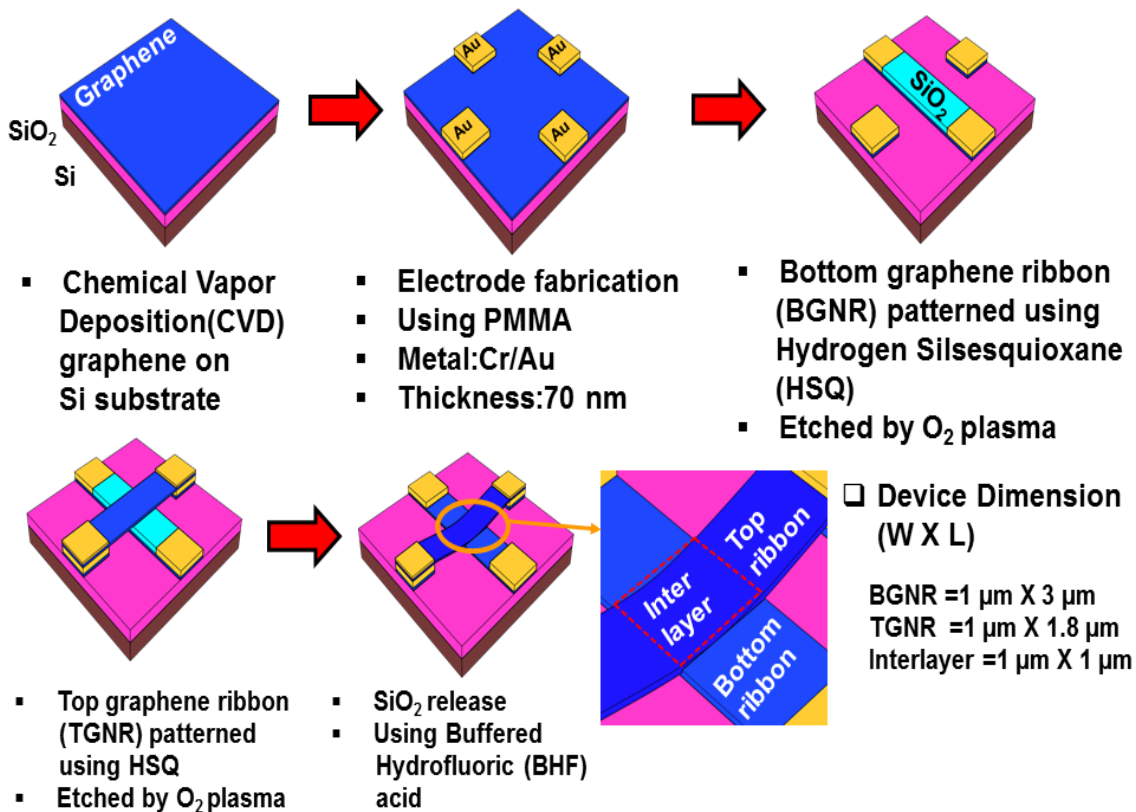 Graphene
SiO₂
Si
Au
Au
Au
Au
SiO₂
▪ Chemical Vapor
Deposition(CVD)
graphene on
Si substrate
▪ Electrode fabrication
▪ Using PMMA
▪ Metal:Cr/Au
▪ Thickness:70 nm
▪ Bottom graphene ribbon
(BGNR) patterned using
Hydrogen Silsesquioxane
(HSQ)
▪ Etched by O₂ plasma
Inter
layer
Top
ribbon
Bottom
ribbon
❑ Device Dimension
(W X L)
BGNR =1 µm X 3 µm
TGNR =1 µm X 1.8 µm
Interlayer =1 µm X 1 µm
▪ Top graphene ribbon
(TGNR) patterned
using HSQ
▪ Etched by O₂ plasma
▪ SiO₂ release
▪ Using Buffered
Hydrofluoric (BHF)
acid